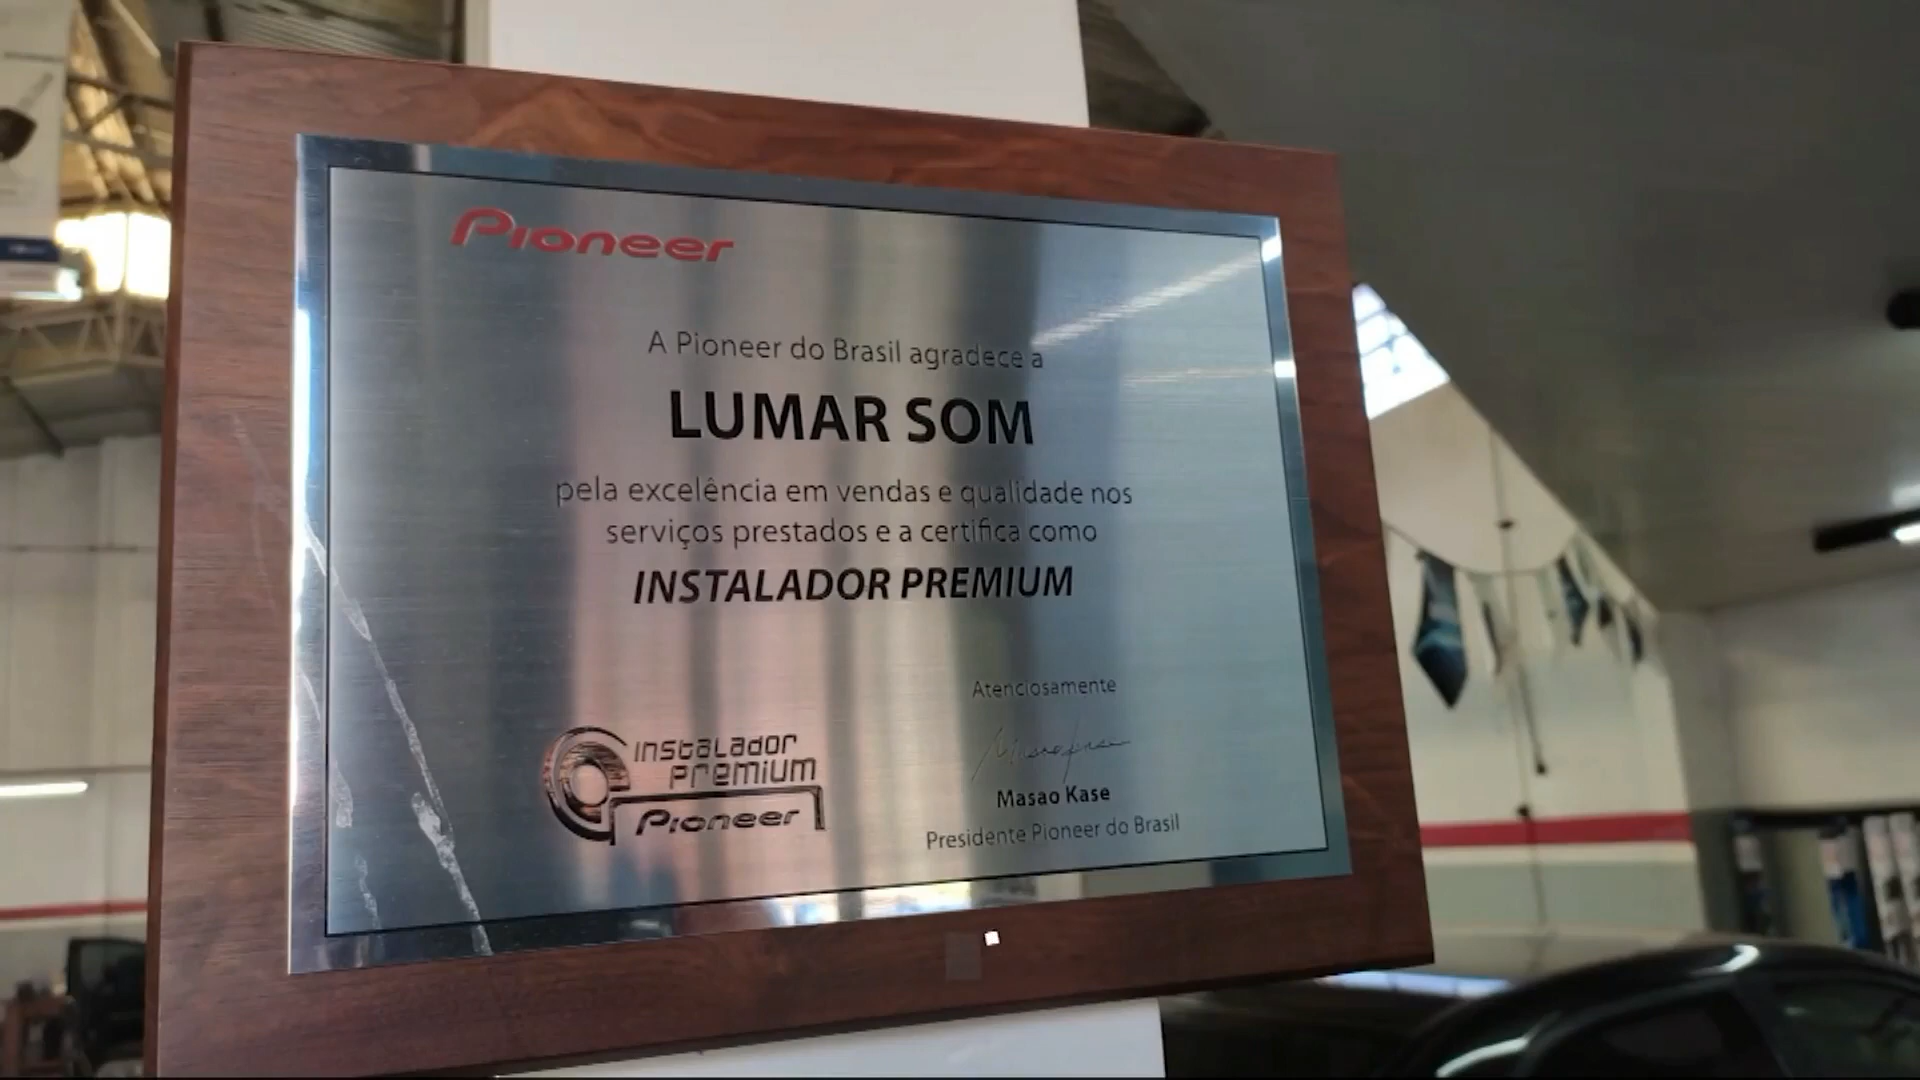 Pioneer
A Pioneer do Brasil agradece a
LUMAR SOM
pela excelência em vendas e qualidade nos
serviços prestados e a certifica como
INSTALADOR PREMIUM
Atenciosamente
Masao Kase
Presidente Pioneer do Brasil
Instalador
Premium
Pioneer